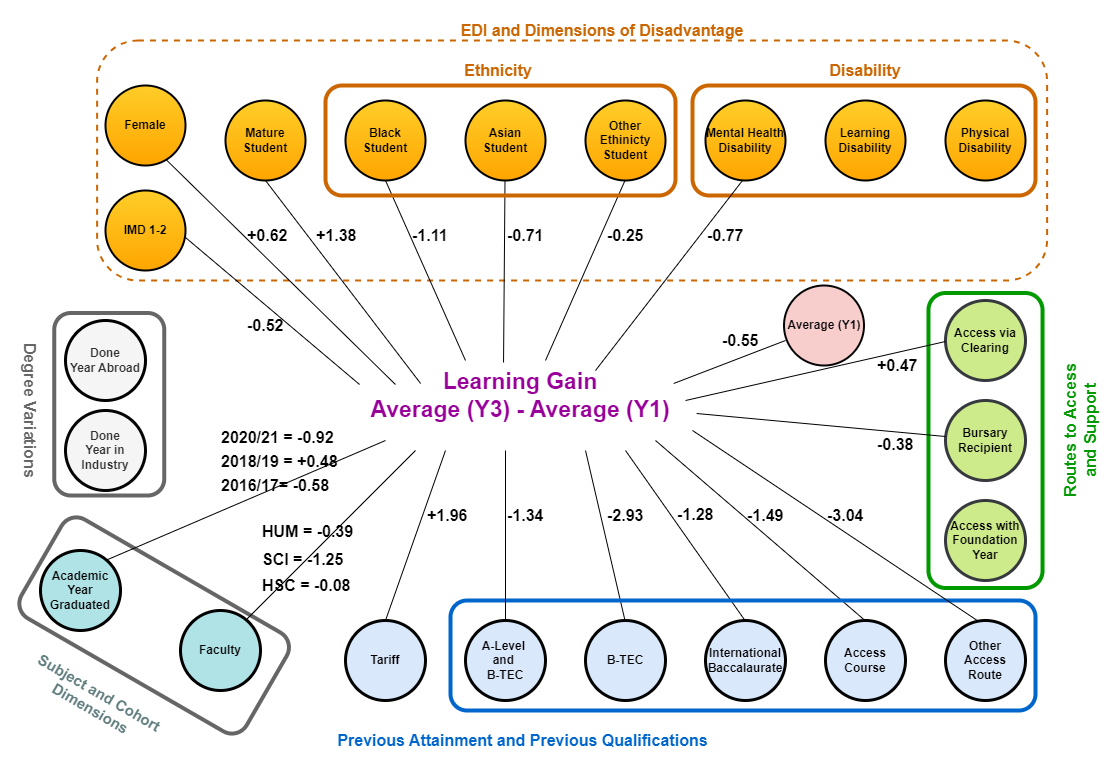 EDI and Dimensions of Disadvantage
Ethnicity
Disability
Female
Mature
Student
Black
Student
Asian
Student
Other
Ethinicty
Student
Mental Health
Disability
Learning
Disability
Physical
Disability
IMD 1-2
+0.62
+1.38
-1.11
-0.71
-0.25
-0.77
-0.52
-0.55
Average (Y1)
+0.47
Access via
Clearing
Degree Variations
Done
Year Abroad
Done
Year in
Industry
Learning Gain
Average (Y3) - Average (Y1)
-0.38
Bursary
Recipient
Access with
Foundation
Year
Routes to Access
and Support
2020/21 = -0.92
2018/19 = +0.48
2016/17= -0.58
HUM = -0.39
SCI = -1.25
HSC = -0.08
+1.96
-1.34
-2.93
-1.28
-1.49
-3.04
Academic
Year
Graduated
Faculty
Subject and Cohort
Dimensions
Tariff
A-Level
and
B-TEC
B-TEC
International
Baccalaurate
Access
Course
Other
Access
Route
Previous Attainment and Previous Qualifications